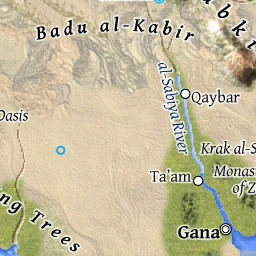 Badu al-Kabir
al-Sabiya River
Qaybar
Oasis
Krak al-S
Monas
of Z
Ta'am
ng Trees
Gana